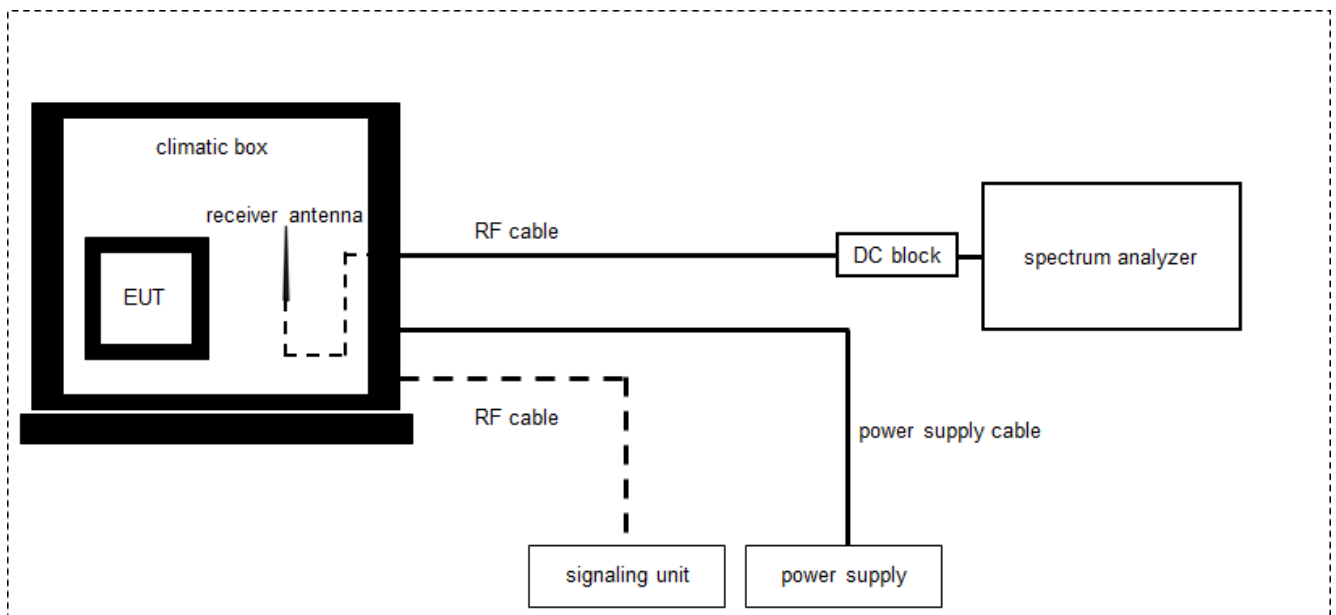 climatic box
receiver antenna
EUT
RF cable
DC block
spectrum analyzer
RF cable
power supply cable
signaling unit
power supply